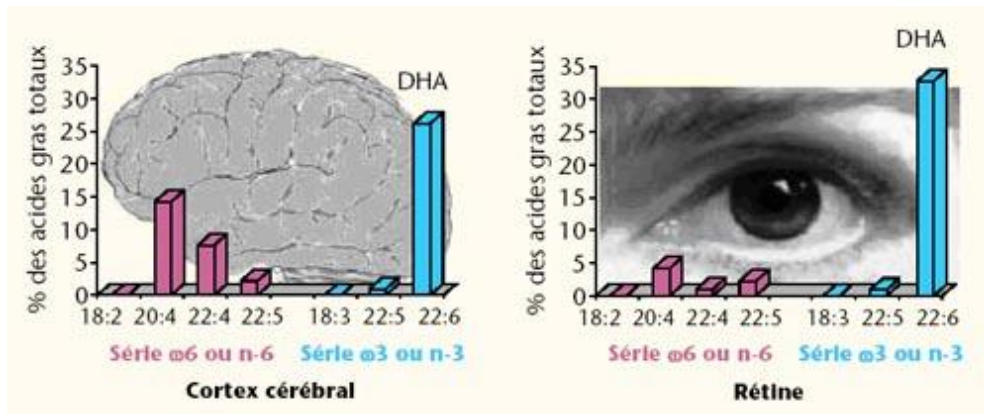 % des acides gras totaux
35
30
25
20
15
10
5
0
DHA
18:2 20:4 22:4 22:5 18:3 22:5 22:6
Série ω6 ou n-6 Série ω3 ou n-3
Cortex cérébral
% des acides gras totaux
35
30
25
20
15
10
5
0
DHA
18:2 20:4 22:4 22:5 18:3 22:5 22:6
Série ω6 ou n-6 Série ω3 ou n-3
Rétine